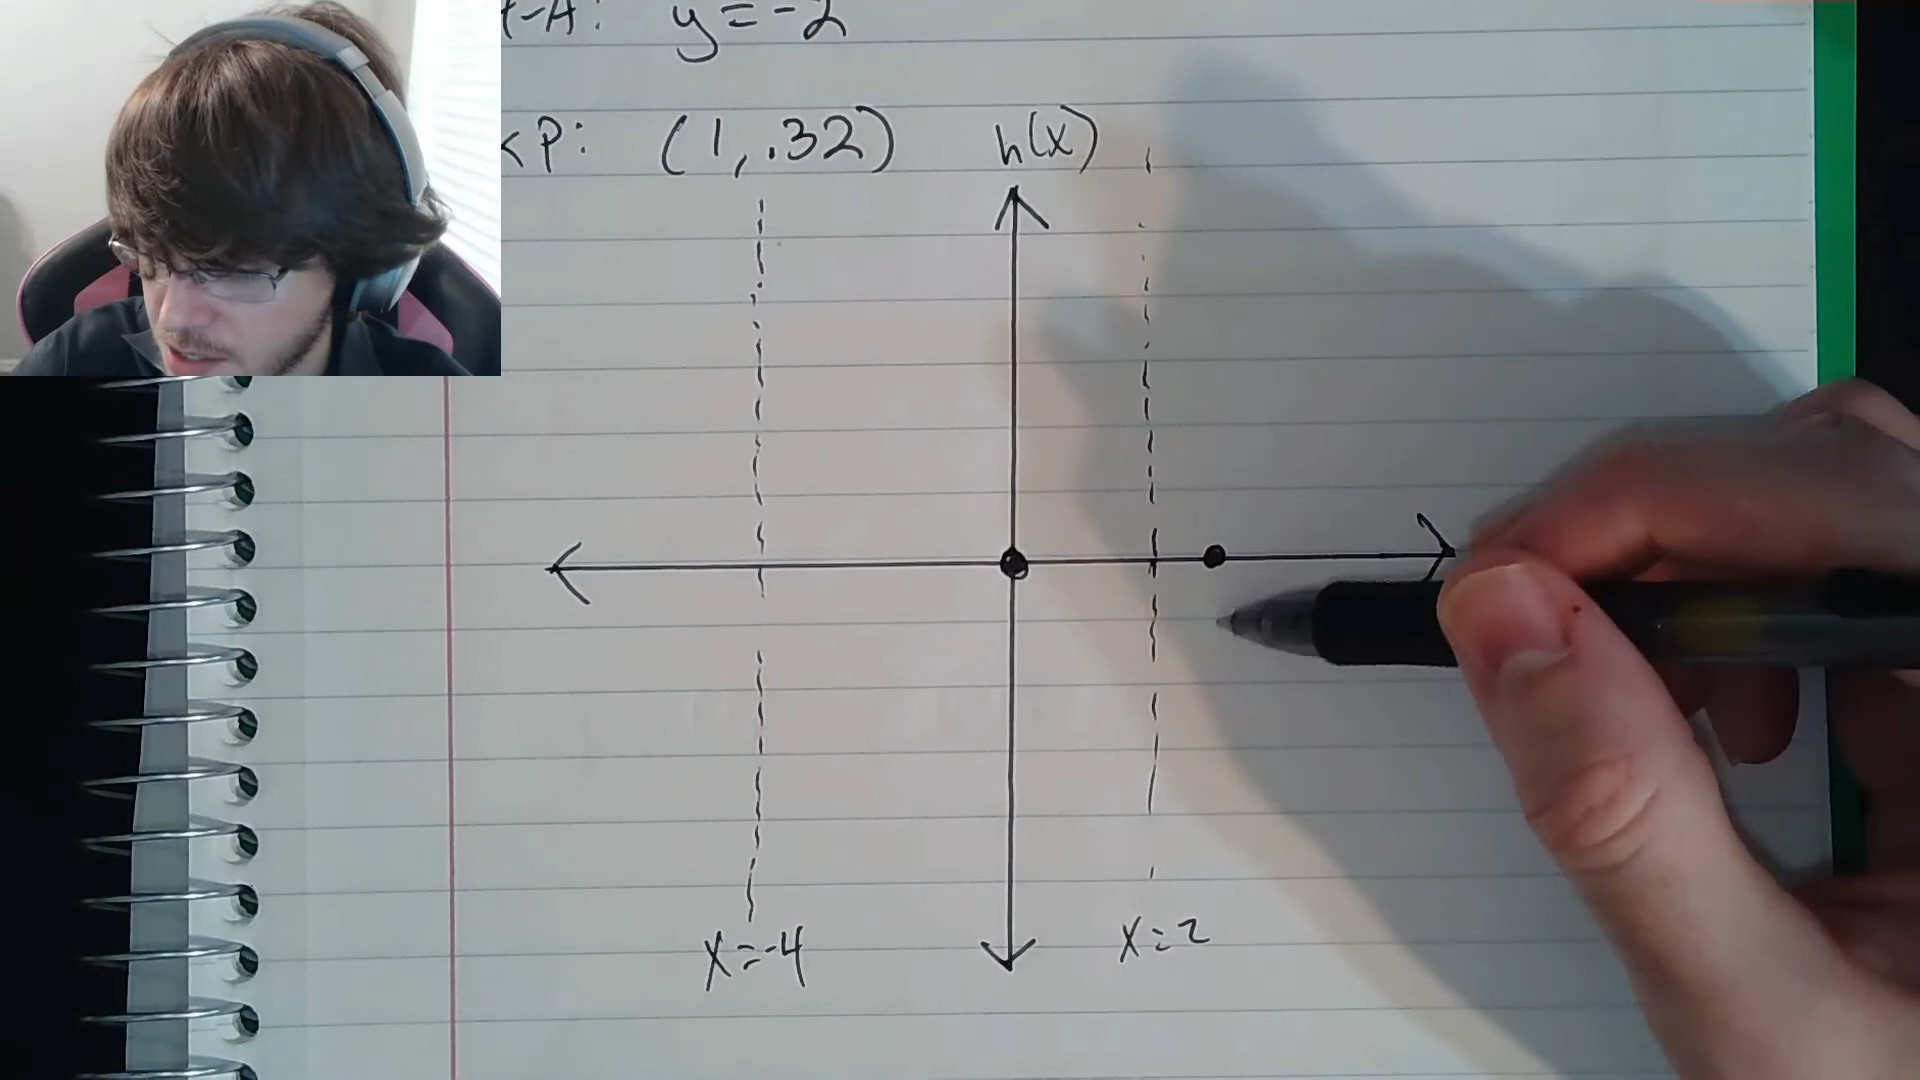 -A: y=-2
P: (1,.32) h(x)
x=-4 x=2